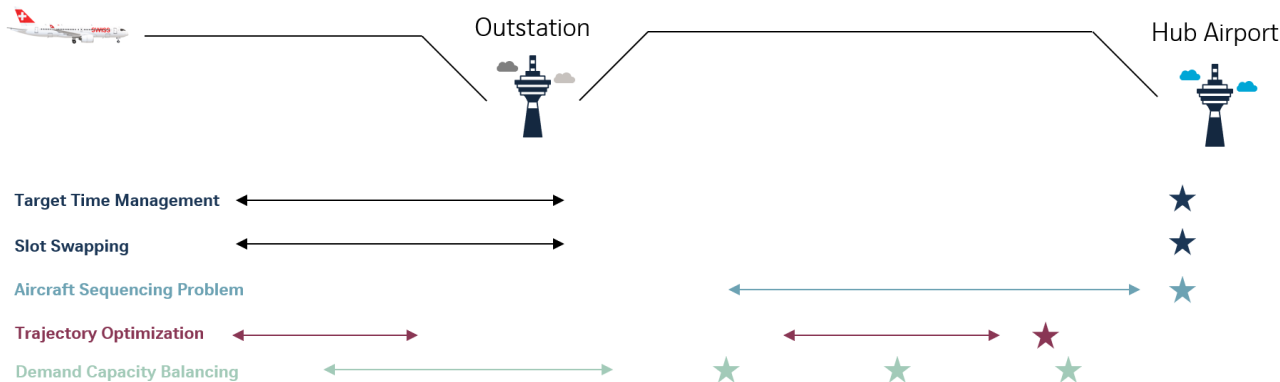 SWISS
Outstation
Hub Airport
Target Time Management
Slot Swapping
Aircraft Sequencing Problem
Trajectory Optimization
Demand Capacity Balancing